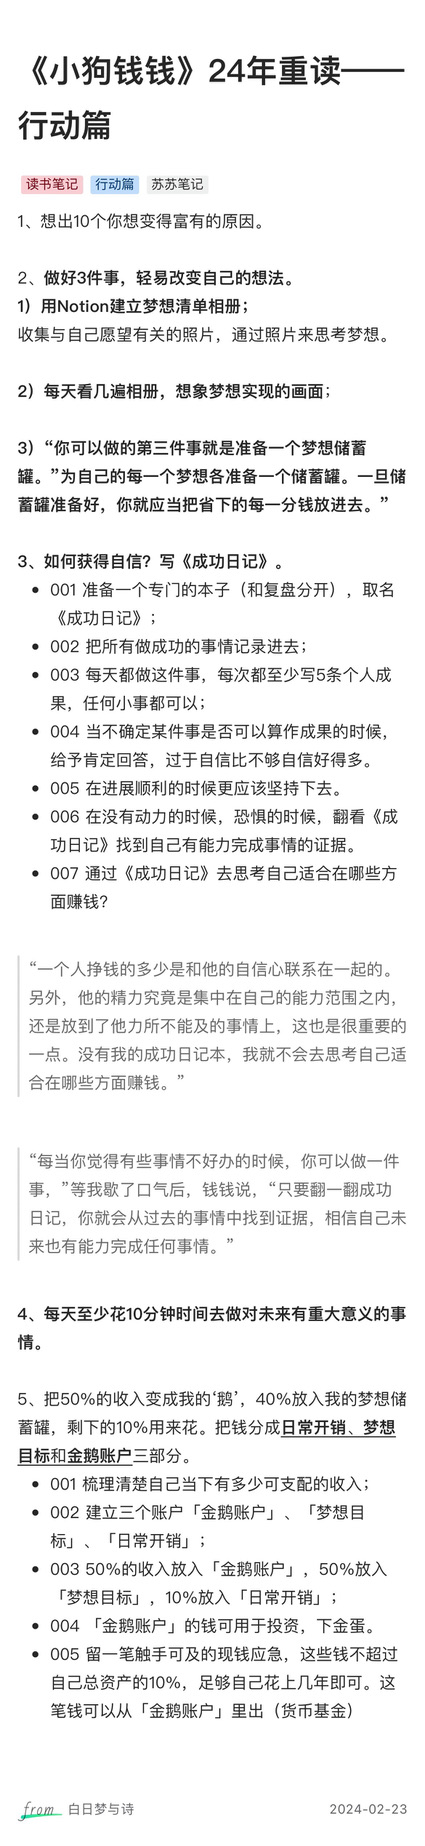 《小狗钱钱》24年重读——
行动篇
读书笔记 行动篇 苏苏笔记
1、想出10个你想变得富有的原因。
2、做好3件事，轻易改变自己的想法。
1）用Notion建立梦想清单相册；
收集与自己愿望有关的照片，通过照片来思考梦想。
2）每天看几遍相册，想象梦想实现的画面；
3）“你可以做的第三件事就是准备一个梦想储蓄
罐。”为自己的每一个梦想各准备一个储蓄罐。一旦储
蓄罐准备好，你就应当把省下的每一分钱放进去。”
3、如何获得自信？写《成功日记》。
• 001 准备一个专门的本子（和复盘分开），取名
《成功日记》；
• 002 把所有做成功的事情记录进去；
• 003 每天都做这件事，每次都至少写5条个人成
果，任何小事都可以；
• 004 当不确定某件事是否可以算作成果的时候，
给予肯定回答，过于自信比不够自信好得多。
• 005 在进展顺利的时候更应该坚持下去。
• 006 在没有动力的时候，恐惧的时候，翻看《成
功日记》找到自己有能力完成事情的证据。
• 007 通过《成功日记》去思考自己适合在哪些方
面赚钱？
“一个人挣钱的多少是和他的自信心联系在一起的。
另外，他的精力究竟是集中在自己的能力范围之内，
还是放到了他力所不能及的事情上，这也是很重要的
一点。没有我的成功日记本，我就不会去思考自己适
合在哪些方面赚钱。”
“每当你觉得有些事情不好办的时候，你可以做一件
事，”等我歇了口气后，钱钱说，“只要翻一翻成功
日记，你就会从过去的事情中找到证据，相信自己未
来也有能力完成任何事情。”
4、每天至少花10分钟时间去做对未来有重大意义的事
情。
5、把50%的收入变成我的‘鹅’，40%放入我的梦想储
蓄罐，剩下的10%用来花。把钱分成日常开销、梦想
目标和金鹅账户三部分。
• 001 梳理清楚自己当下有多少可支配的收入；
• 002 建立三个账户「金鹅账户」、「梦想目
标」、「日常开销」；
• 003 50%的收入放入「金鹅账户」，50%放入
「梦想目标」，10%放入「日常开销」；
• 004 「金鹅账户」的钱可用于投资，下金蛋。
• 005 留一笔触手可及的现钱应急，这些钱不超过
自己总资产的10%，足够自己花上几年即可。这
笔钱可以从「金鹅账户」里出（货币基金）
from 白日梦与诗 2024-02-23